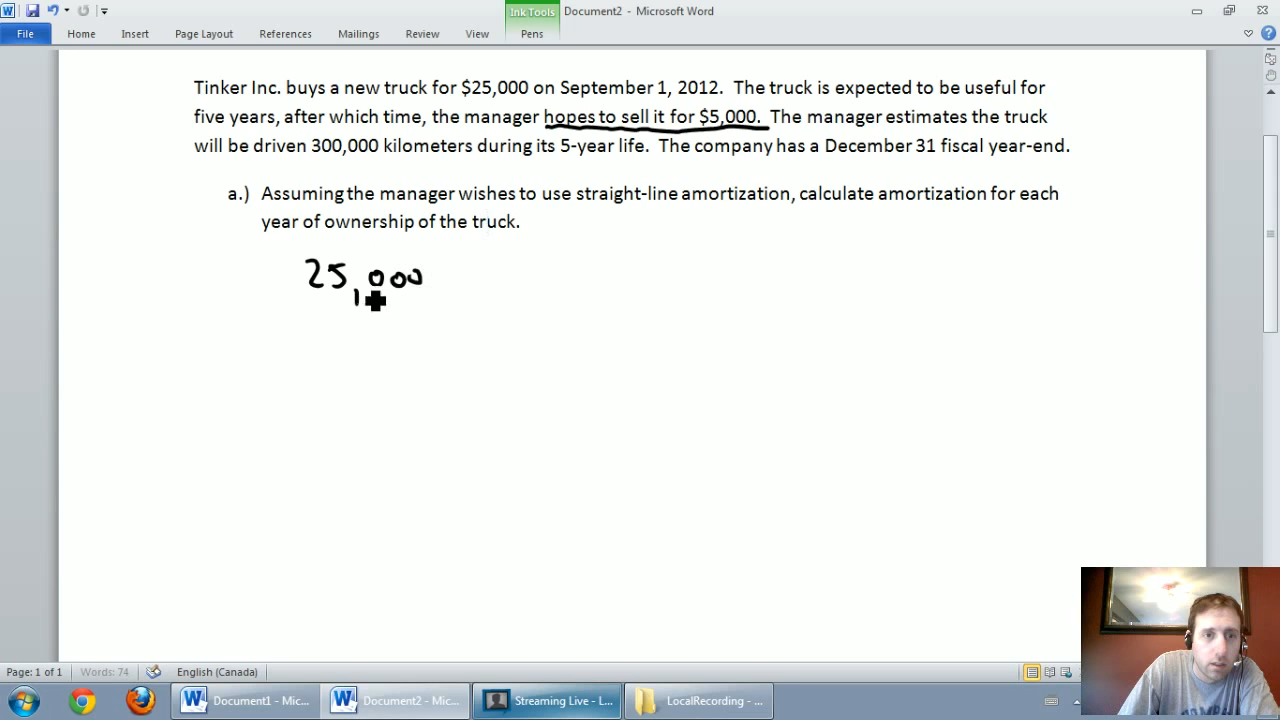 Ink Tools Document2 - Microsoft Word
File Home Insert Page Layout References Mailings Review View Pens
Tinker Inc. buys a new truck for $25,000 on September 1, 2012. The truck is expected to be useful for
five years, after which time, the manager hopes to sell it for $5,000. The manager estimates the truck
will be driven 300,000 kilometers during its 5-year life. The company has a December 31 fiscal year-end.
a.) Assuming the manager wishes to use straight-line amortization, calculate amortization for each
year of ownership of the truck.
25,000
Page: 1 of 1 Words: 74 English (Canada)
Document1 - Mic... Document2 - Mic... Streaming Live - L... LocalRecording - ...